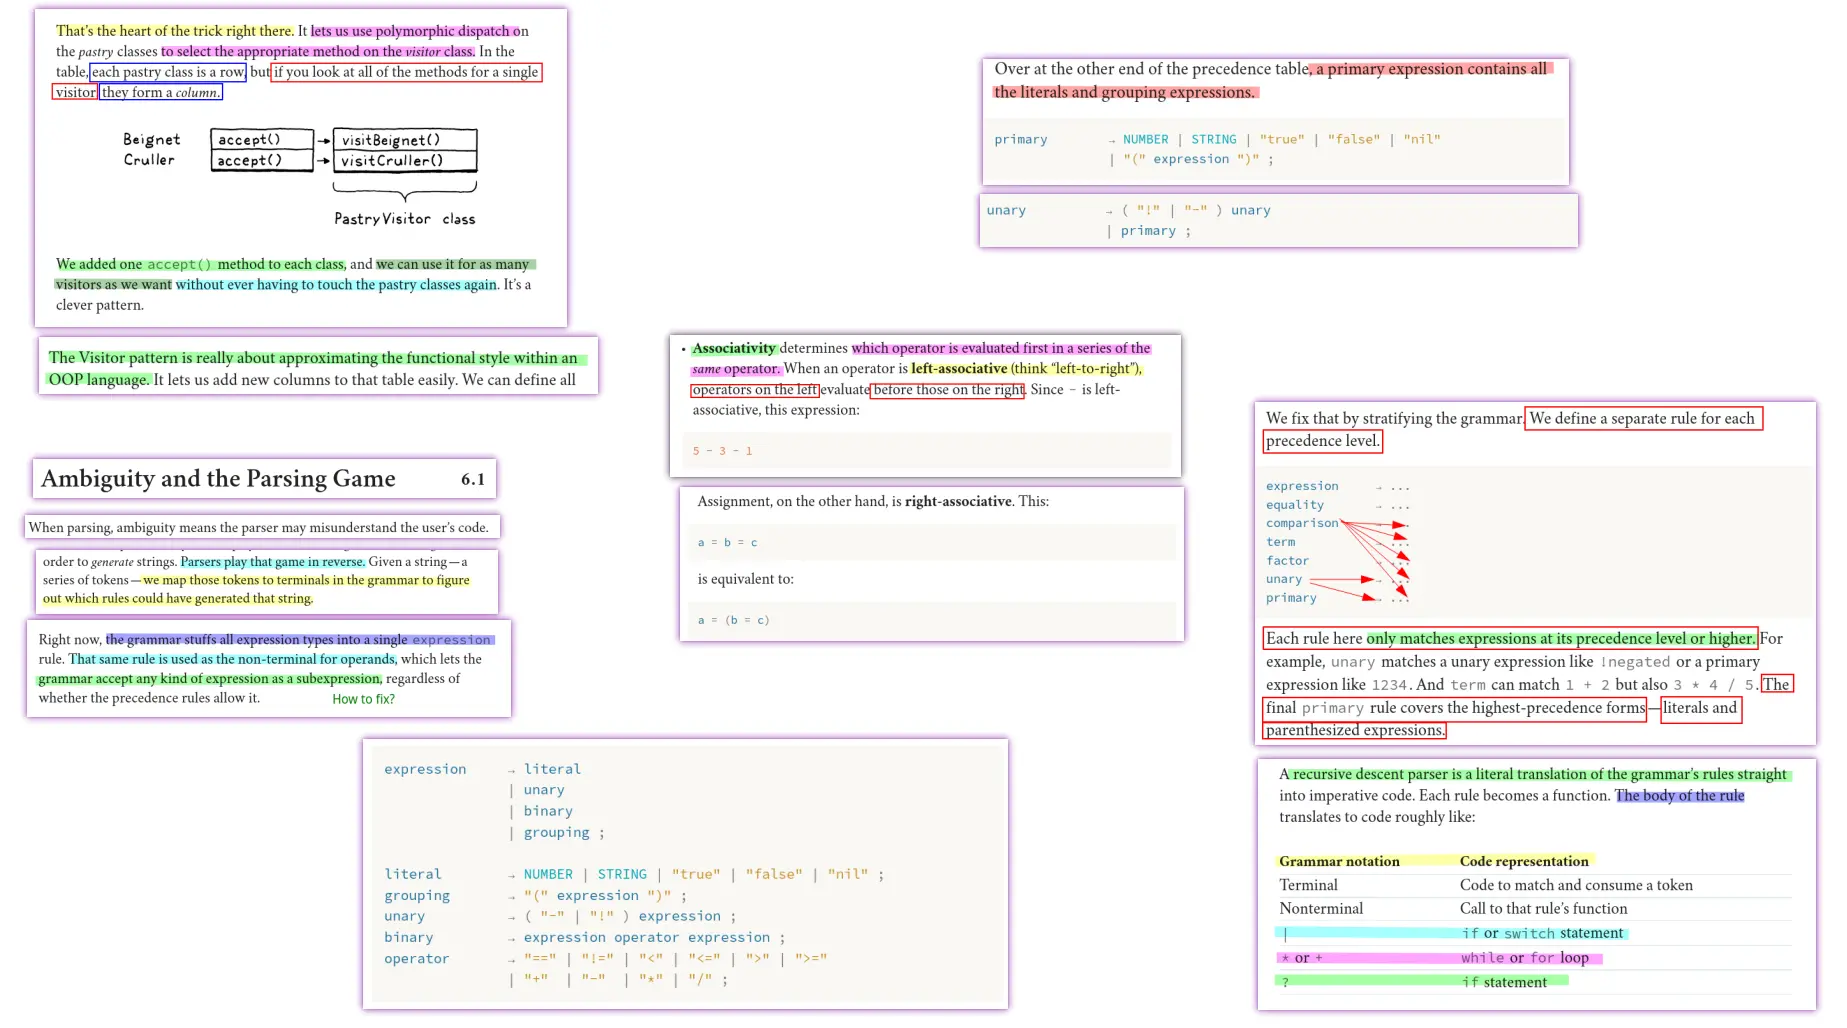 That's the heart of the trick right there. It lets us use polymorphic dispatch on
the pastry classes to select the appropriate method on the visitor class. In the
table, each pastry class is a row, but if you look at all of the methods for a single
visitor, they form a column.
Beignet accept() → visitBeignet()
Cruller accept() → visitCruller()
PastryVisitor class
We added one accept() method to each class, and we can use it for as many
visitors as we want without ever having to touch the pastry classes again. It's a
clever pattern.
The Visitor pattern is really about approximating the functional style within an
OOP language. It lets us add new columns to that table easily. We can define all
Ambiguity and the Parsing Game 6.1
When parsing, ambiguity means the parser may misunderstand the user's code.
order to generate strings. Parsers play that game in reverse. Given a string—a
series of tokens—we map those tokens to terminals in the grammar to figure
out which rules could have generated that string.
Right now, the grammar stuffs all expression types into a single expression
rule. That same rule is used as the non-terminal for operands, which lets the
grammar accept any kind of expression as a subexpression, regardless of
whether the precedence rules allow it.
How to fix?
expression → literal
| unary
| binary
| grouping ;
literal → NUMBER | STRING | "true" | "false" | "nil" ;
grouping → "(" expression ")" ;
unary → ( "-" | "!" ) expression ;
binary → expression operator expression ;
operator → "==" | "!=" | "<" | "<=" | ">" | ">="
| "+" | "-" | "*" | "/" ;
• Associativity determines which operator is evaluated first in a series of the
same operator. When an operator is left-associative (think “left-to-right”),
operators on the left evaluate before those on the right. Since - is left-
associative, this expression:
5 - 3 - 1
Assignment, on the other hand, is right-associative. This:
a = b = c
is equivalent to:
a = (b = c)
Over at the other end of the precedence table, a primary expression contains all
the literals and grouping expressions.
primary → NUMBER | STRING | "true" | "false" | "nil"
| "(" expression ")" ;
unary → ( "!" | "-" ) unary
| primary ;
We fix that by stratifying the grammar. We define a separate rule for each
precedence level.
expression → ...
equality → ...
comparison → ...
term → ...
factor → ...
unary → ...
primary → ...
Each rule here only matches expressions at its precedence level or higher. For
example, unary matches a unary expression like !negated or a primary
expression like 1234. And term can match 1 + 2 but also 3 * 4 / 5. The
final primary rule covers the highest-precedence forms—literals and
parenthesized expressions.
A recursive descent parser is a literal translation of the grammar's rules straight
into imperative code. Each rule becomes a function. The body of the rule
translates to code roughly like:
Grammar notation Code representation
Terminal Code to match and consume a token
Nonterminal Call to that rule's function
| if or switch statement
* or + while or for loop
? if statement